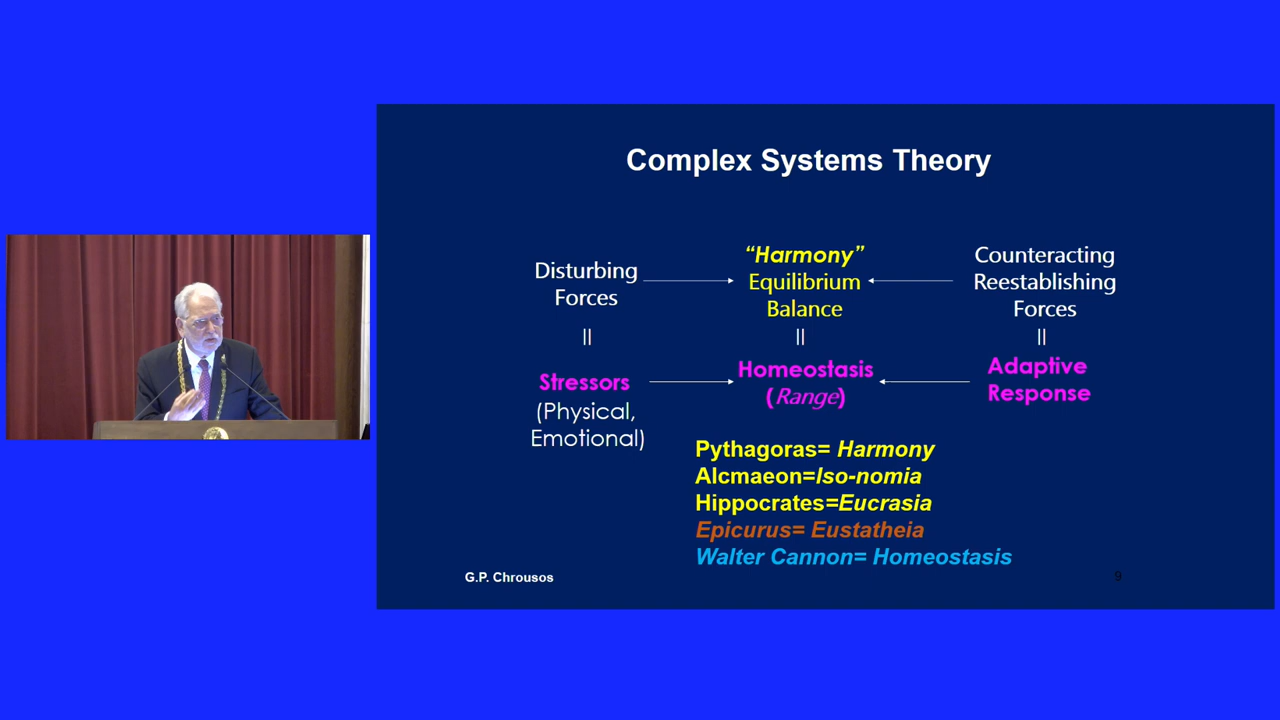 Complex Systems Theory
Disturbing
Forces
“Harmony”
Equilibrium
Balance
Counteracting
Reestablishing
Forces
||
||
||
Stressors
(Physical,
Emotional)
Homeostasis
(Range)
Adaptive
Response
Pythagoras= Harmony
Alcmaeon=Iso-nomia
Hippocrates=Eucrasia
Epicurus= Eustatheia
Walter Cannon= Homeostasis
G.P. Chrousos
9